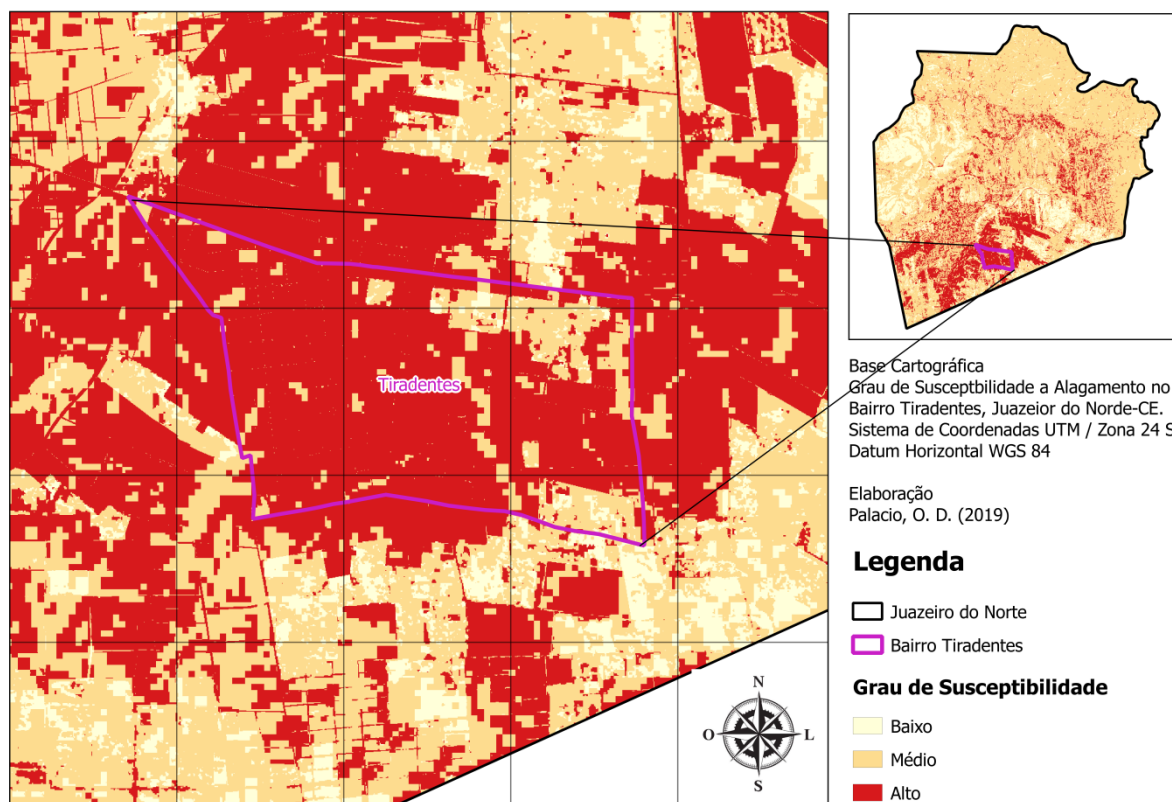 Tiradentes
Base Cartográfica
Grau de Susceptbilidade a Alagamento no
Bairro Tiradentes, Juazeior do Norde-CE.
Sistema de Coordenadas UTM / Zona 24 S
Datum Horizontal WGS 84
Elaboração
Palacio, O. D. (2019)
Legenda
Juazeiro do Norte
Bairro Tiradentes
Grau de Susceptibilidade
Baixo
Médio
Alto
N
O L
S